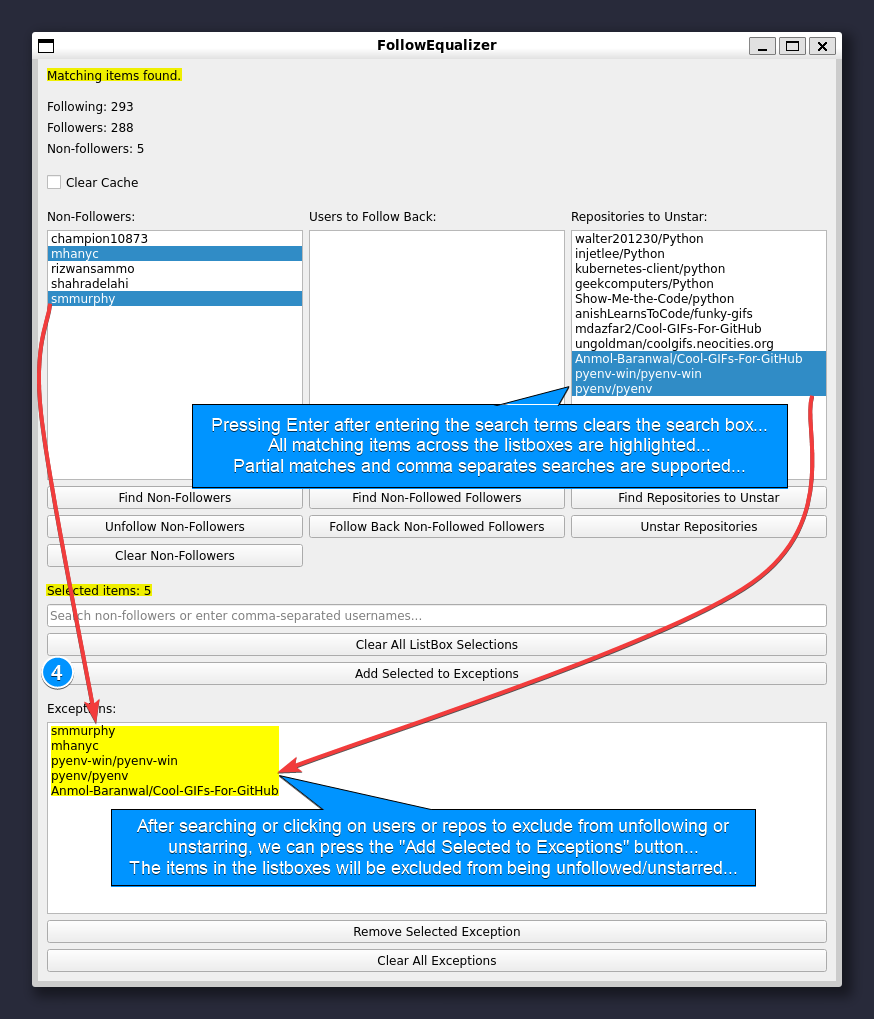 FollowEqualizer
Matching items found.
Following: 293
Followers: 288
Non-followers: 5
Clear Cache
Non-Followers:
champion10873
mhanyc
rizwansammo
shahradelahi
smmurphy
Users to Follow Back:
Repositories to Unstar:
walter201230/Python
injetlee/Python
kubernetes-client/python
geekcomputers/Python
Show-Me-the-Code/python
anishLearnsToCode/funky-gifs
mdazfar2/Cool-GIFs-For-GitHub
ungoldman/coolgifs.neocities.org
Anmol-Baranwal/Cool-GIFs-For-GitHub
pyenv-win/pyenv-win
pyenv/pyenv
Pressing Enter after entering the search terms clears the search box...
All matching items across the listboxes are highlighted...
Partial matches and comma separates searches are supported...
Find Non-Followers
Find Non-Followed Followers
Find Repositories to Unstar
Unfollow Non-Followers
Follow Back Non-Followed Followers
Unstar Repositories
Clear Non-Followers
Selected items: 5
Search non-followers or enter comma-separated usernames...
Clear All ListBox Selections
4
Add Selected to Exceptions
Exceptions:
smmurphy
mhanyc
pyenv-win/pyenv-win
pyenv/pyenv
Anmol-Baranwal/Cool-GIFs-For-GitHub
After searching or clicking on users or repos to exclude from unfollowing or
unstarring, we can press the "Add Selected to Exceptions" button...
The items in the listboxes will be excluded from being unfollowed/unstarred...
Remove Selected Exception
Clear All Exceptions